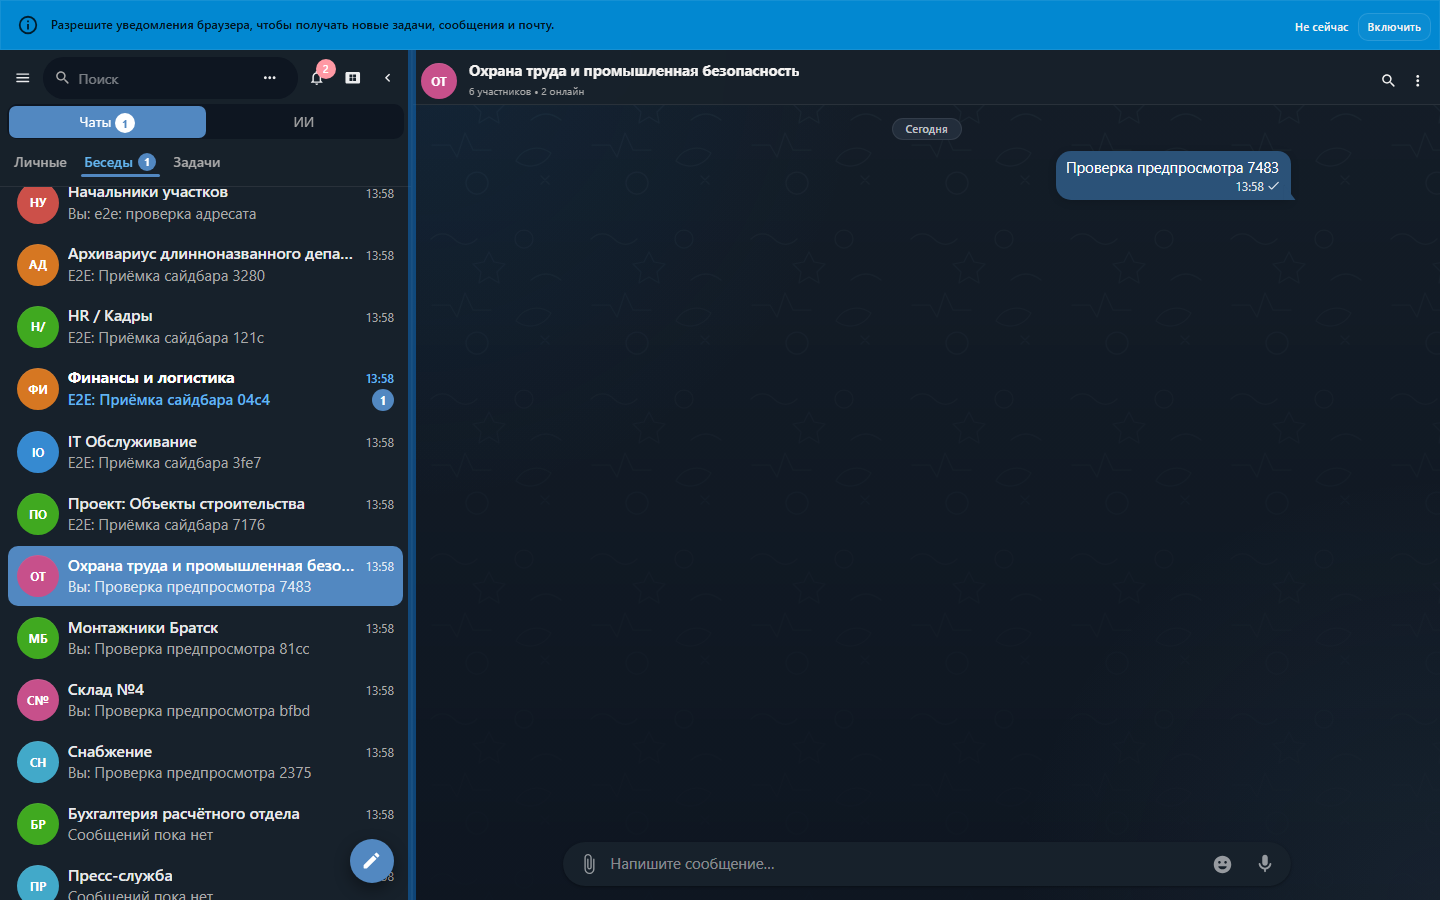 Разрешите уведомления браузера, чтобы получать новые задачи, сообщения и почту.
Не сейчас
Включить
Поиск
2
Чаты 1
ИИ
Личные
Беседы 1
Задачи
НУ
Начальники участков
13:58
Вы: e2e: проверка адресата
АД
Архивариус длинноназванного депа...
13:58
E2E: Приёмка сайдбара 3280
Н/
HR / Кадры
13:58
E2E: Приёмка сайдбара 121c
ФИ
Финансы и логистика
13:58
E2E: Приёмка сайдбара 04c4
1
IО
IT Обслуживание
13:58
E2E: Приёмка сайдбара 3fe7
ПО
Проект: Объекты строительства
13:58
E2E: Приёмка сайдбара 7176
ОТ
Охрана труда и промышленная безо...
13:58
Вы: Проверка предпросмотра 7483
МБ
Монтажники Братск
13:58
Вы: Проверка предпросмотра 81cc
С№
Склад №4
13:58
Вы: Проверка предпросмотра bfbd
СН
Снабжение
13:58
Вы: Проверка предпросмотра 2375
БР
Бухгалтерия расчётного отдела
13:58
Сообщений пока нет
ПР
Пресс-служба
Сообщений пока нет
ОТ
Охрана труда и промышленная безопасность
6 участников • 2 онлайн
Сегодня
Проверка предпросмотра 7483
13:58
Напишите сообщение...